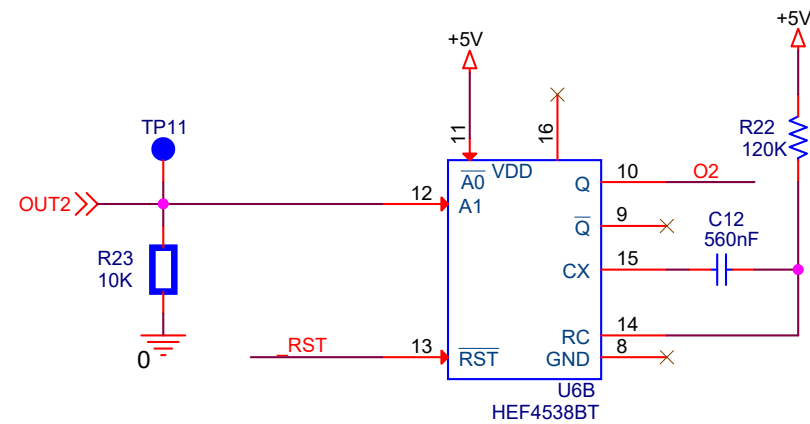 +5V
+5V
TP11
11
16
R22
120K
OUT2
12
A0
VDD
A1
Q
10
O2
Q
9
C12
560nF
R23
10K
CX
15
RC
14
_RST
13
RST
GND
8
0
U6B
HEF4538BT